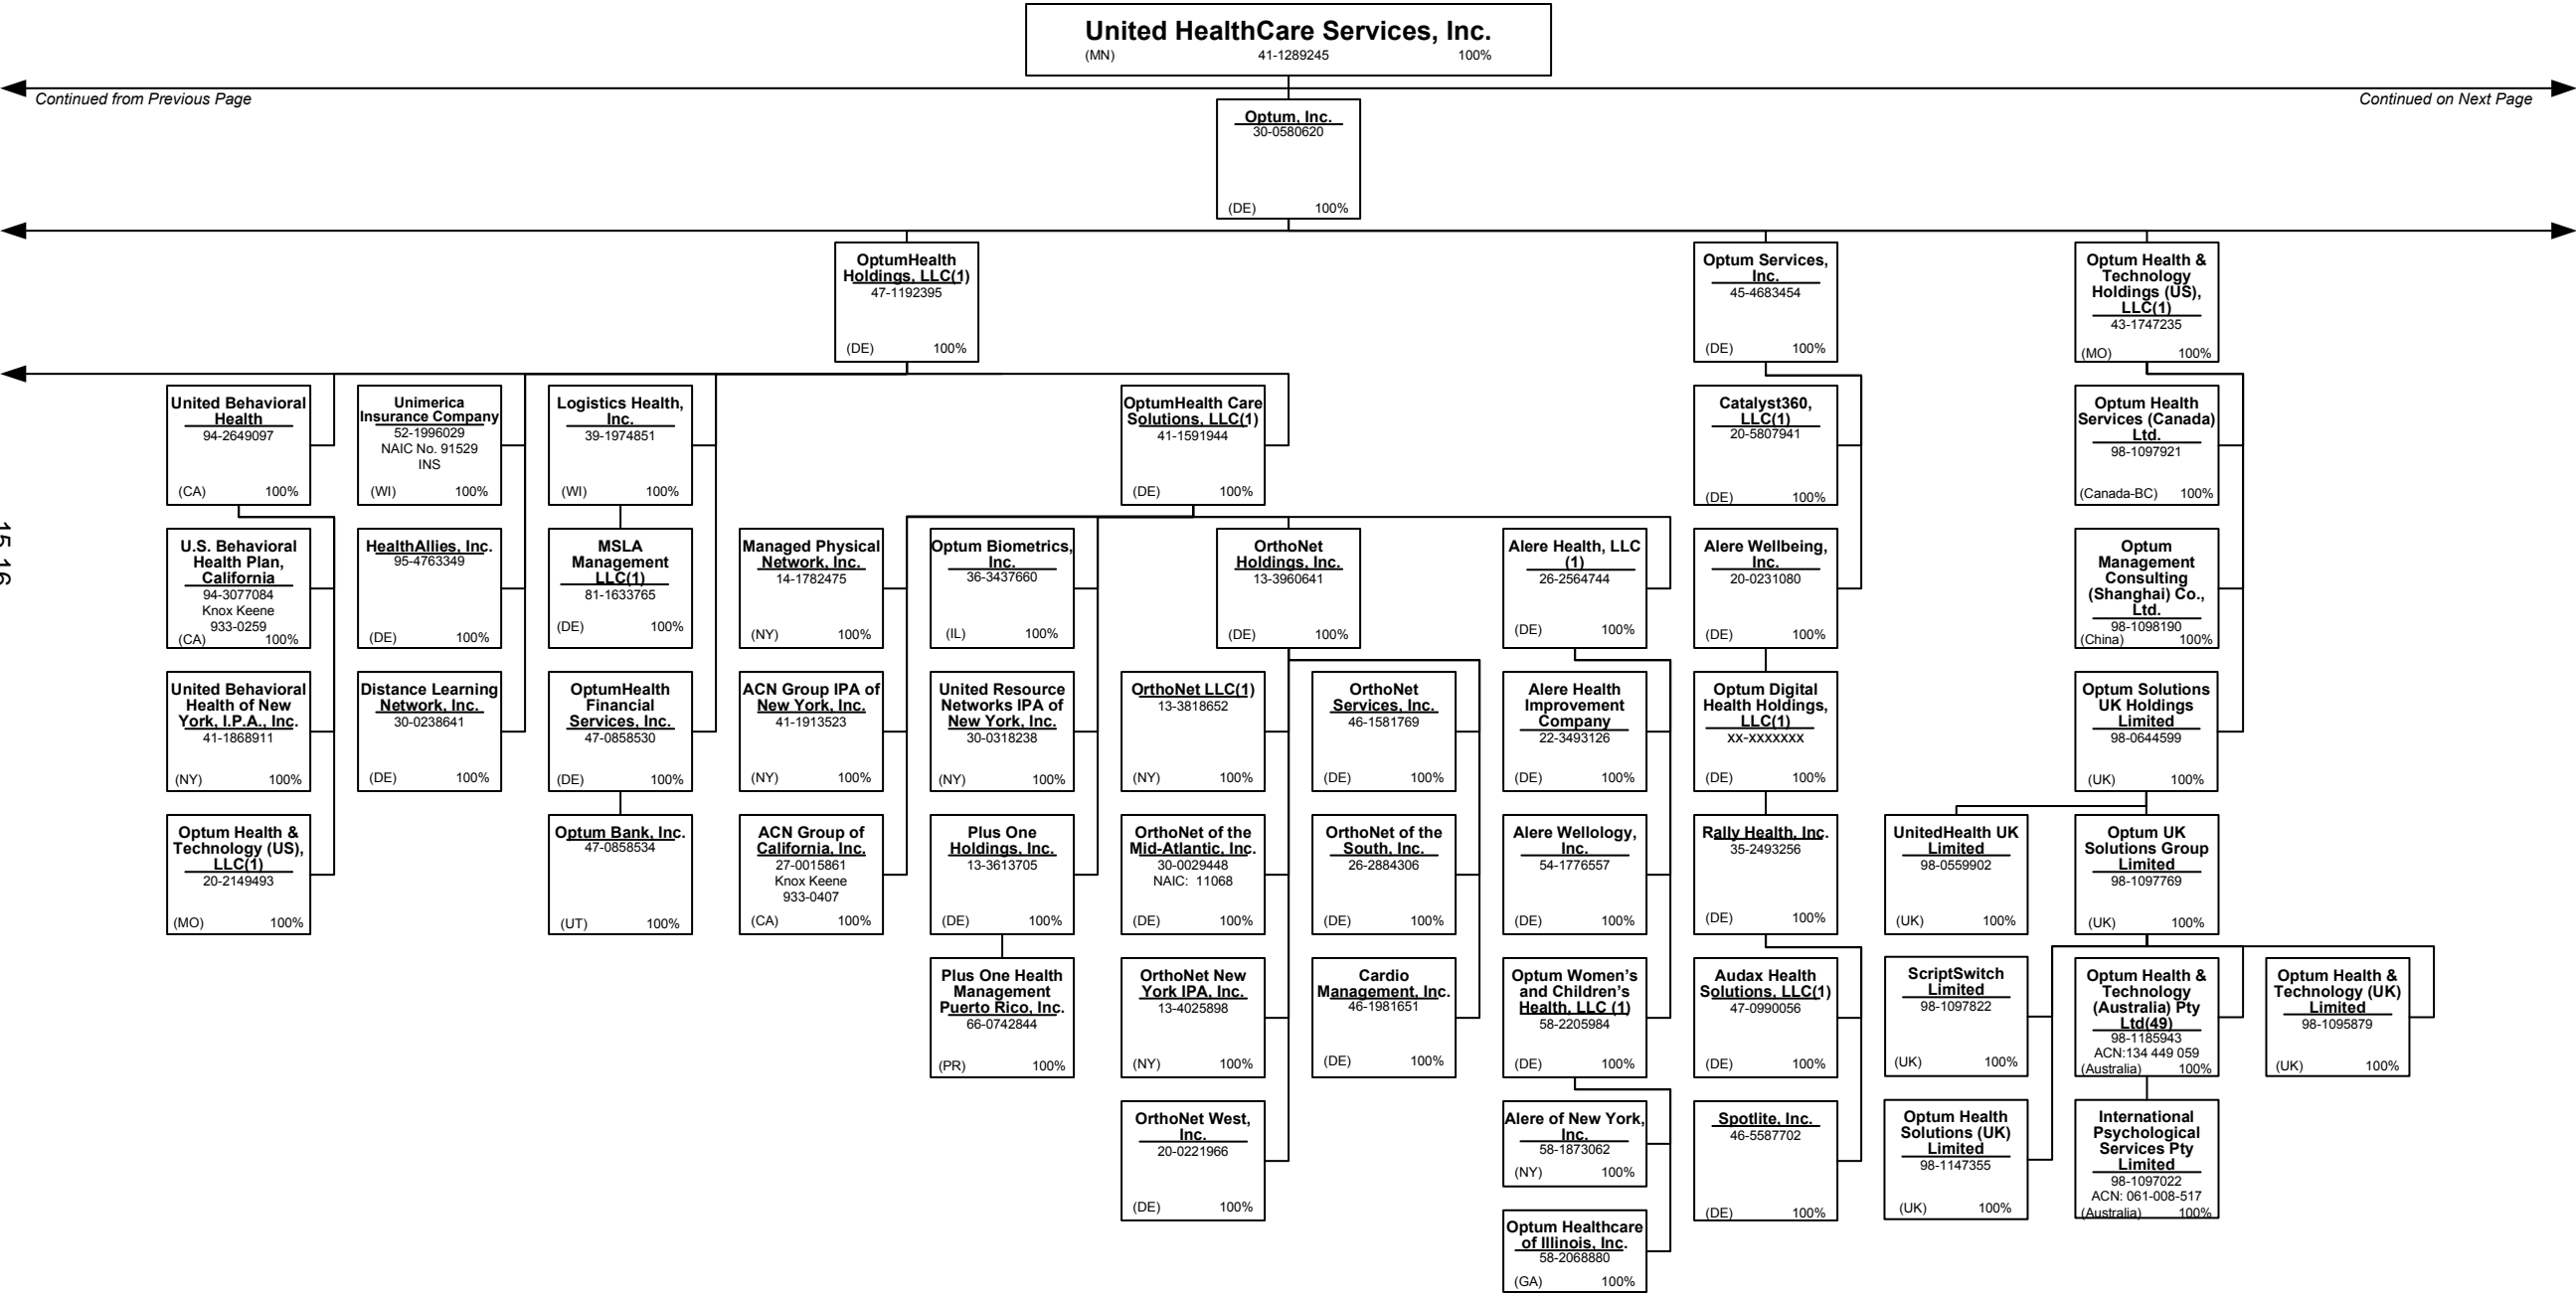 United HealthCare Services, Inc.
(MN) 41-1289245 100%
Continued from Previous Page
Continued on Next Page
Optum, Inc.
30-0580620
(DE) 100%
OptumHealth
Holdings, LLC(1)
47-1192395
(DE) 100%
Optum Services,
Inc.
45-4683454
(DE) 100%
Optum Health &
Technology
Holdings (US),
LLC(1)
43-1747235
(MO) 100%
United Behavioral
Health
94-2649097
(CA) 100%
Unimerica
Insurance Company
52-1996029
NAIC No. 91529
INS
(WI) 100%
Logistics Health,
Inc.
39-1974851
(WI) 100%
OptumHealth Care
Solutions, LLC(1)
41-1591944
(DE) 100%
Catalyst360,
LLC(1)
20-5807941
(DE) 100%
Optum Health
Services (Canada)
Ltd.
98-1097921
(Canada-BC) 100%
15.16
U.S. Behavioral
Health Plan,
California
94-3077084
Knox Keene
933-0259
(CA) 100%
HealthAllies, Inc.
95-4763349
(DE) 100%
MSLA
Management
LLC(1)
81-1633765
(DE) 100%
Managed Physical
Network, Inc.
14-1782475
(NY) 100%
Optum Biometrics,
Inc.
36-3437660
(IL) 100%
OrthoNet
Holdings, Inc.
13-3960641
(DE) 100%
Alere Health, LLC
(1)
26-2564744
(DE) 100%
Alere Wellbeing,
Inc.
20-0231080
(DE) 100%
Optum
Management
Consulting
(Shanghai) Co.,
Ltd.
98-1098190
(China) 100%
United Behavioral
Health of New
York, I.P.A., Inc.
41-1868911
(NY) 100%
Distance Learning
Network, Inc.
30-0238641
(DE) 100%
OptumHealth
Financial
Services, Inc.
47-0858530
(DE) 100%
ACN Group IPA of
New York, Inc.
41-1913523
(NY) 100%
United Resource
Networks IPA of
New York, Inc.
30-0318238
(NY) 100%
OrthoNet LLC(1)
13-3818652
(NY) 100%
OrthoNet
Services, Inc.
46-1581769
(DE) 100%
Alere Health
Improvement
Company
22-3493126
(DE) 100%
Optum Digital
Health Holdings,
LLC(1)
xx-xxxxxxx
(DE) 100%
Optum Solutions
UK Holdings
Limited
98-0644599
(UK) 100%
Optum Health &
Technology (US),
LLC(1)
20-2149493
(MO) 100%
Optum Bank, Inc.
47-0858534
(UT) 100%
ACN Group of
California, Inc.
27-0015861
Knox Keene
933-0407
(CA) 100%
Plus One
Holdings, Inc.
13-3613705
(DE) 100%
OrthoNet of the
Mid-Atlantic, Inc.
30-0029448
NAIC: 11068
(DE) 100%
OrthoNet of the
South, Inc.
26-2884306
(DE) 100%
Alere Wellology,
Inc.
54-1776557
(DE) 100%
Rally Health, Inc.
35-2493256
(DE) 100%
UnitedHealth UK
Limited
98-0559902
(UK) 100%
Optum UK
Solutions Group
Limited
98-1097769
(UK) 100%
Plus One Health
Management
Puerto Rico, Inc.
66-0742844
(PR) 100%
OrthoNet New
York IPA, Inc.
13-4025898
(NY) 100%
Cardio
Management, Inc.
46-1981651
(DE) 100%
Optum Women's
and Children's
Health, LLC (1)
58-2205984
(DE) 100%
Audax Health
Solutions, LLC(1)
47-0990056
(DE) 100%
ScriptSwitch
Limited
98-1097822
(UK) 100%
Optum Health &
Technology
(Australia) Pty
Ltd(49)
98-1185943
ACN:134 449 059
(Australia) 100%
Optum Health &
Technology (UK)
Limited
98-1095879
(UK) 100%
OrthoNet West,
Inc.
20-0221966
(DE) 100%
Alere of New York,
Inc.
58-1873062
(NY) 100%
Spotlite, Inc.
46-5587702
(DE) 100%
Optum Health
Solutions (UK)
Limited
98-1147355
(UK) 100%
International
Psychological
Services Pty
Limited
98-1097022
ACN: 061-008-517
(Australia) 100%
Optum Healthcare
of Illinois, Inc.
58-2068880
(GA) 100%